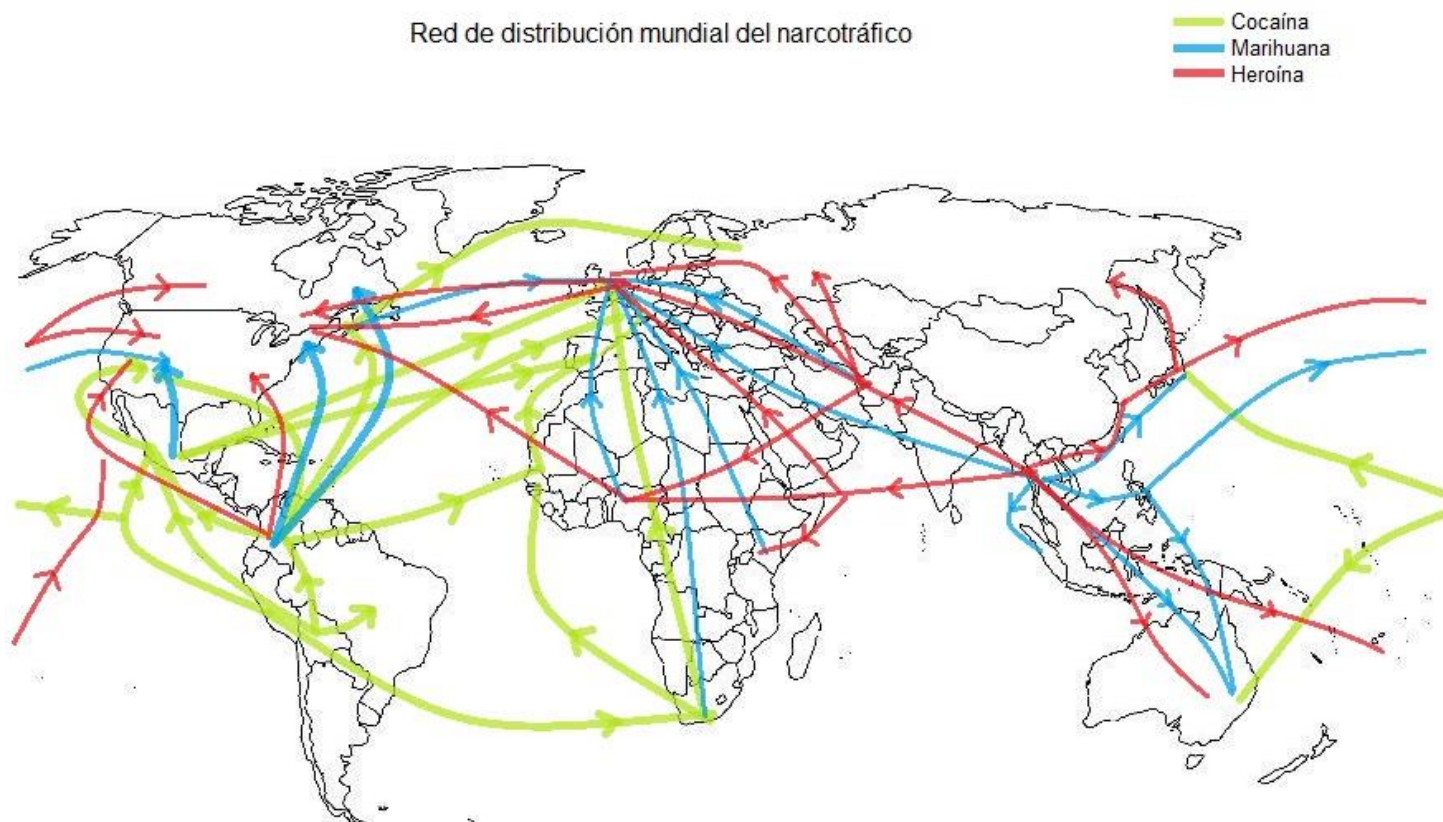 Red de distribución mundial del narcotráfico
Cocaína
Marihuana
Heroína